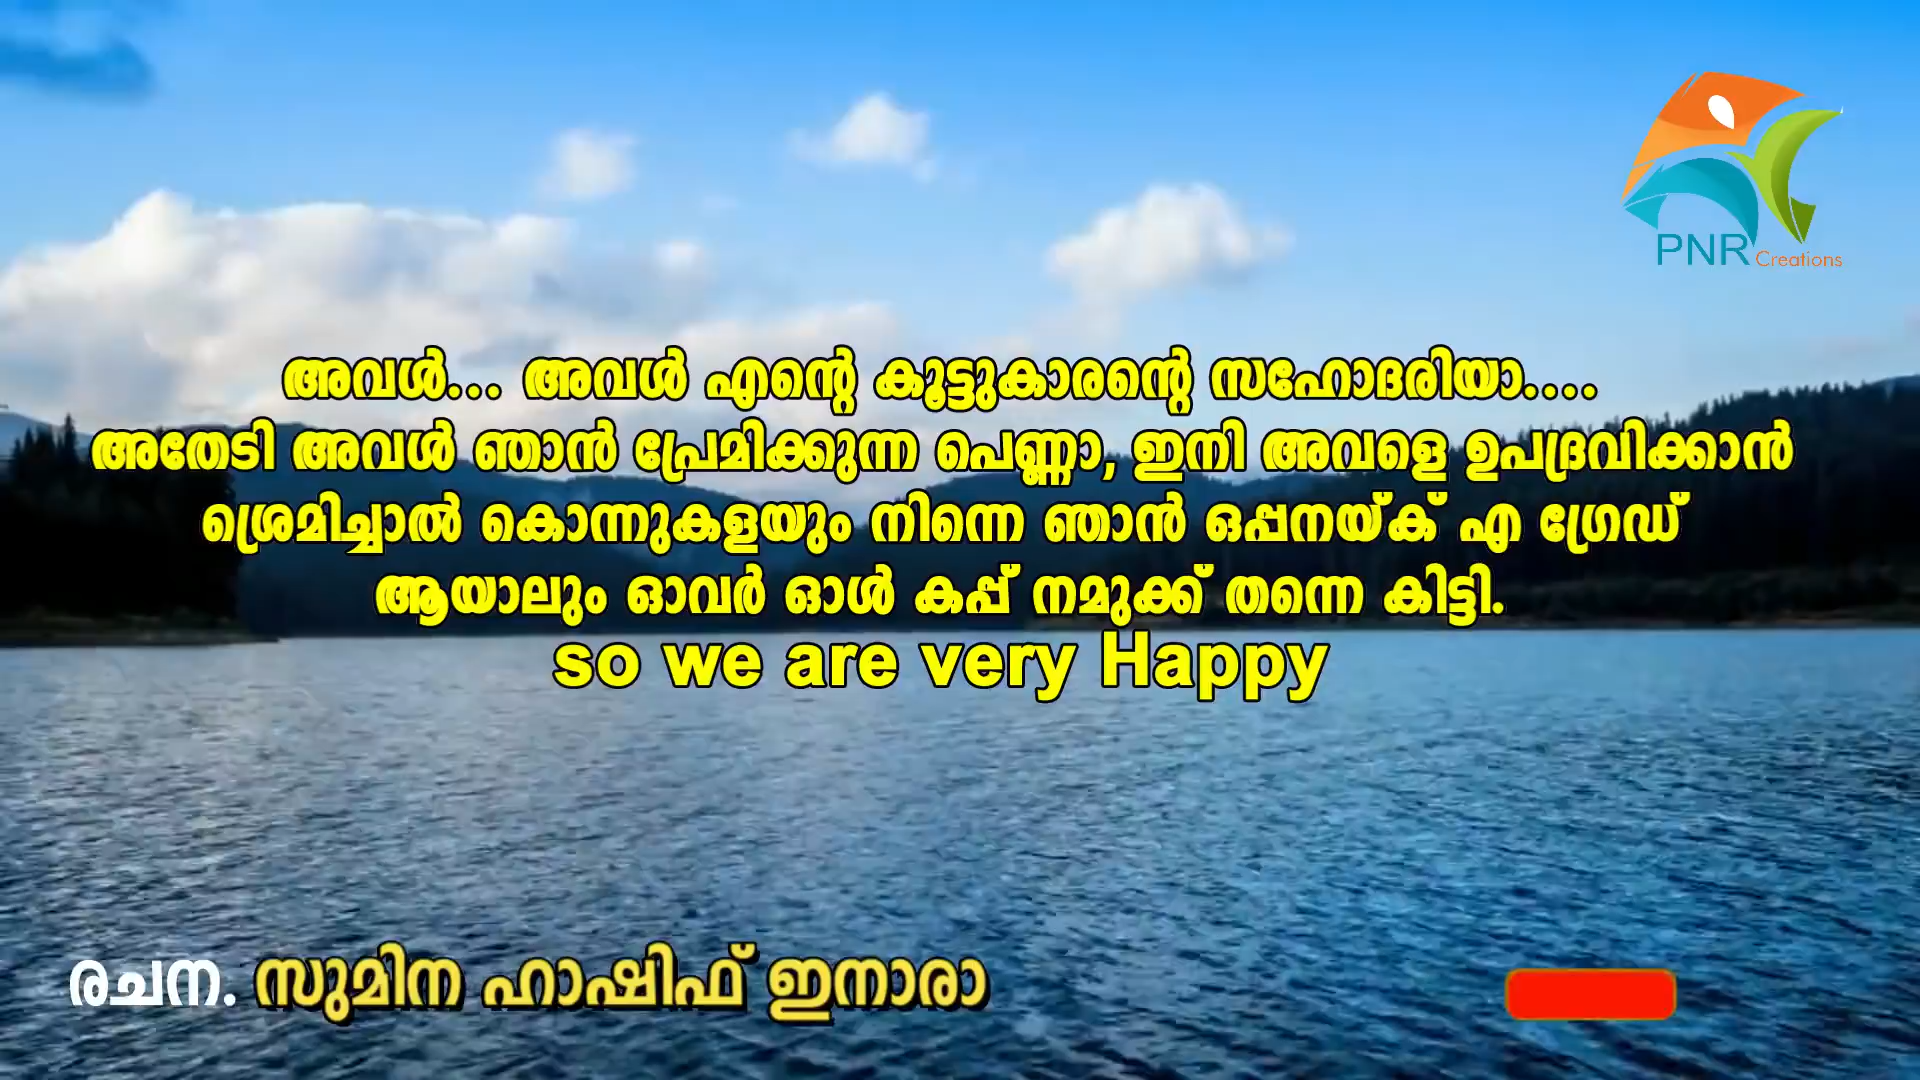 PNR Creations
അവൾ... അവൾ എന്റെ കൂട്ടുകാരന്റെ സഹോദരിയാ....
അതേടി അവൾ ഞാൻ പ്രേമിക്കുന്ന പെണ്ണാ, ഇനി അവളെ ഉപദ്രവിക്കാൻ
ശ്രെമിച്ചാൽ കൊന്നുകളയും നിന്നെ ഞാൻ ഒപ്പനയ്ക് എ ഗ്രേഡ്
ആയാലും ഓവർ ഓൾ കപ്പ് നമുക്ക് തന്നെ കിട്ടി.
so we are very Happy
രചന. സുമിന ഹാഷിഫ് ഇനാരാ